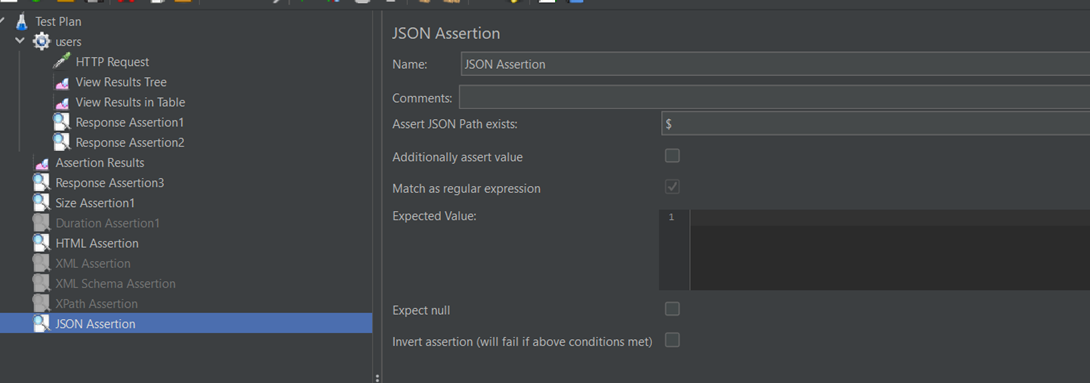 Test Plan
users
HTTP Request
View Results Tree
View Results in Table
Response Assertion1
Response Assertion2
Assertion Results
Response Assertion3
Size Assertion1
Duration Assertion1
HTML Assertion
XML Assertion
XML Schema Assertion
XPath Assertion
JSON Assertion
JSON Assertion
Name: JSON Assertion
Comments:
Assert JSON Path exists: $
Additionally assert value
Match as regular expression
Expected Value: 1
Expect null
Invert assertion (will fail if above conditions met)